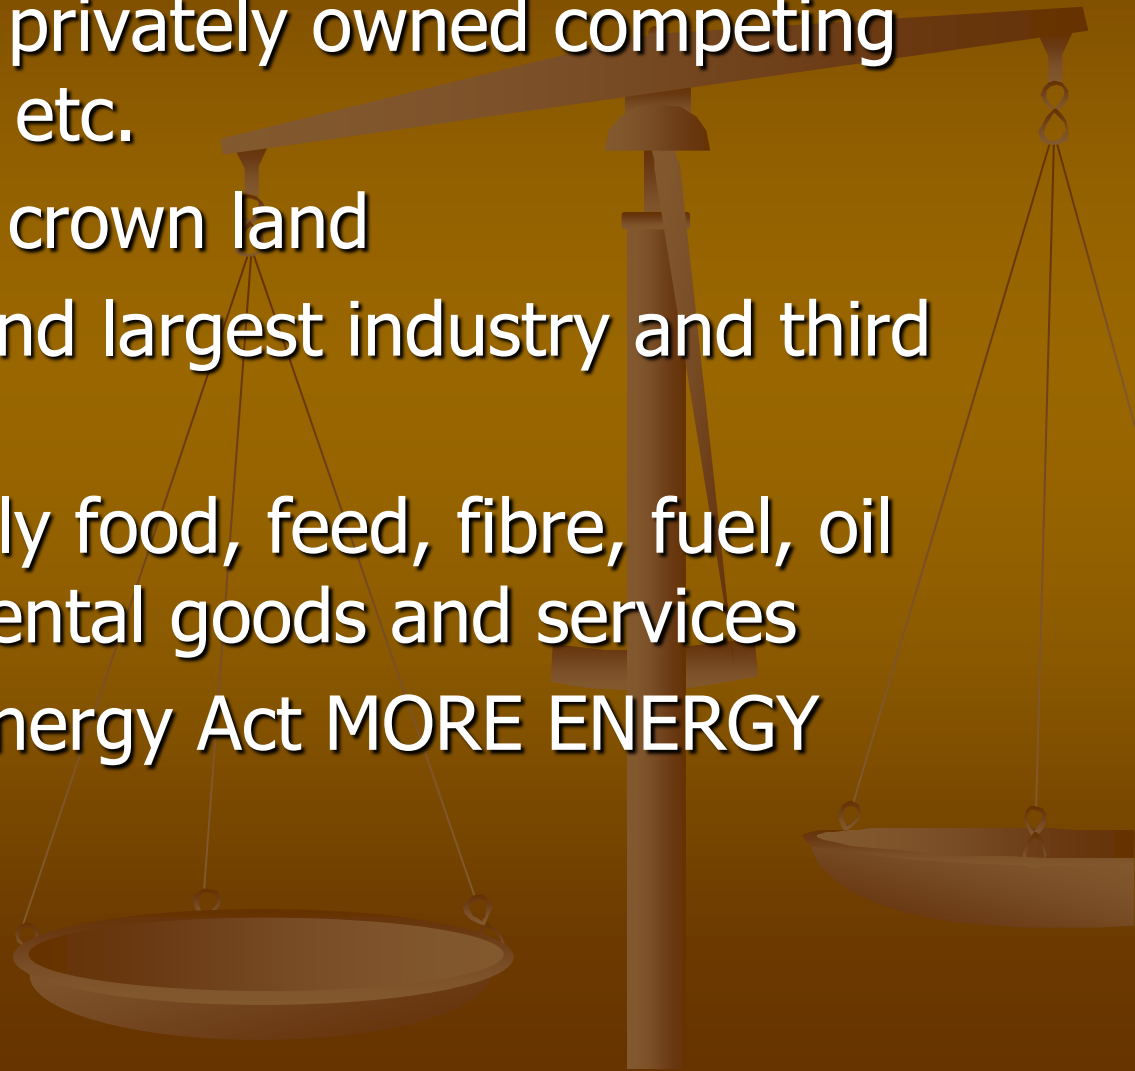 privately owned competing
etc.
crown land
nd largest industry and third
ly food, feed, fibre, fuel, oil
ental goods and services
nergy Act MORE ENERGY